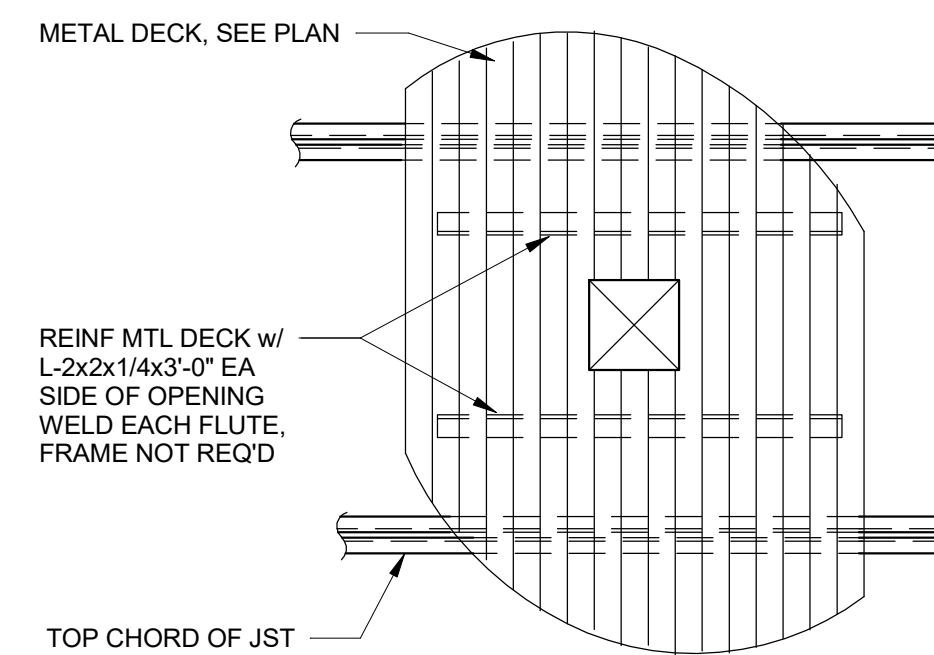 METAL DECK, SEE PLAN
REINF MTL DECK w/
L-2x2x1/4x3'-0" EA
SIDE OF OPENING
WELD EACH FLUTE,
FRAME NOT REQ'D
TOP CHORD OF JST